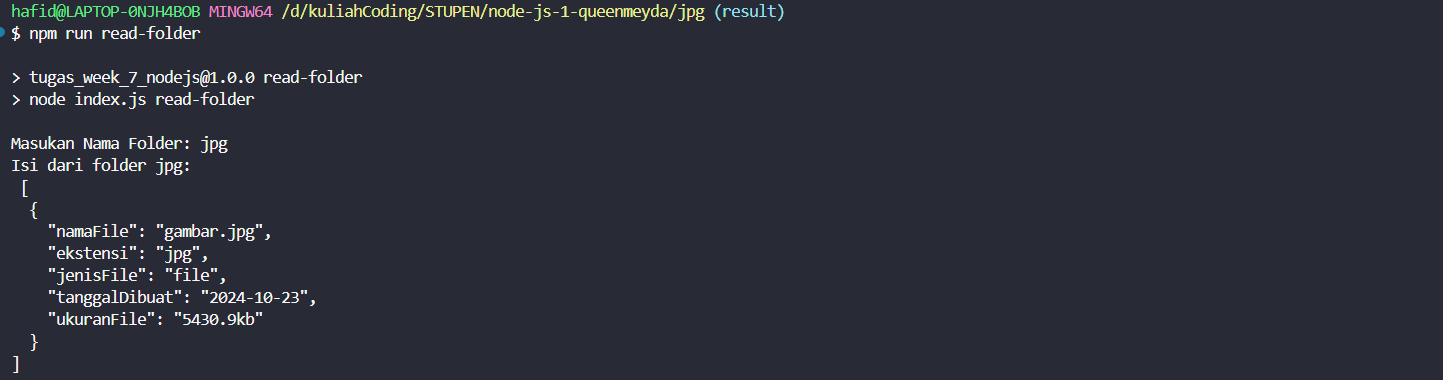 hafid@LAPTOP-0NJH4BOB MINGW64 /d/kuliahCoding/STUPEN/node-js-1-queenmeyda/jpg (result)
$ npm run read-folder

> tugas_week_7_nodejs@1.0.0 read-folder
> node index.js read-folder

Masukan Nama Folder: jpg
Isi dari folder jpg:
 [
  {
    "namaFile": "gambar.jpg",
    "ekstensi": "jpg",
    "jenisFile": "file",
    "tanggalDibuat": "2024-10-23",
    "ukuranFile": "5430.9kb"
  }
]